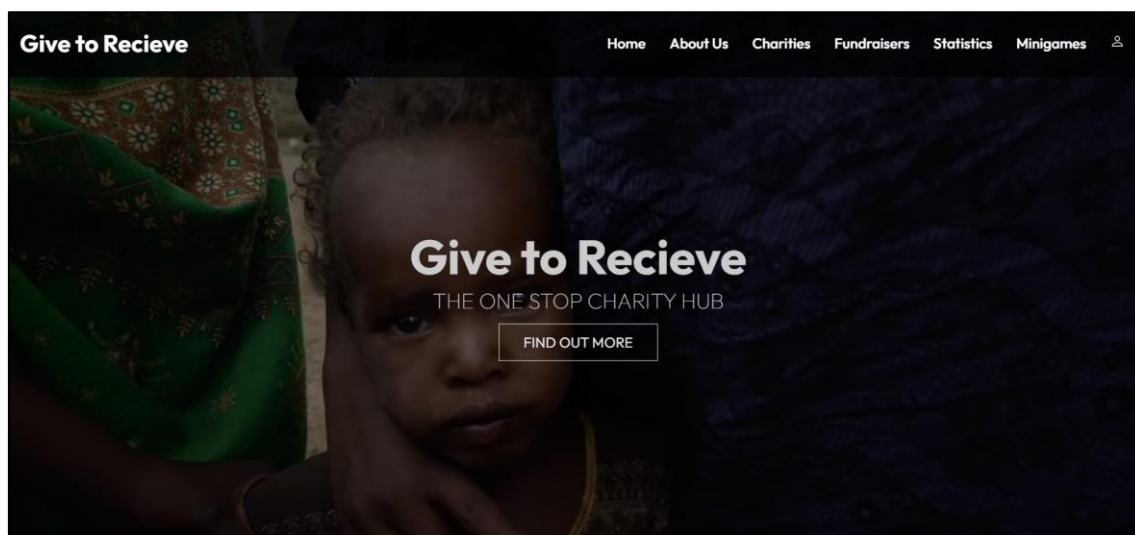 Give to Recieve
Home About Us Charities Fundraisers Statistics Minigames
Give to Recieve
THE ONE STOP CHARITY HUB
FIND OUT MORE